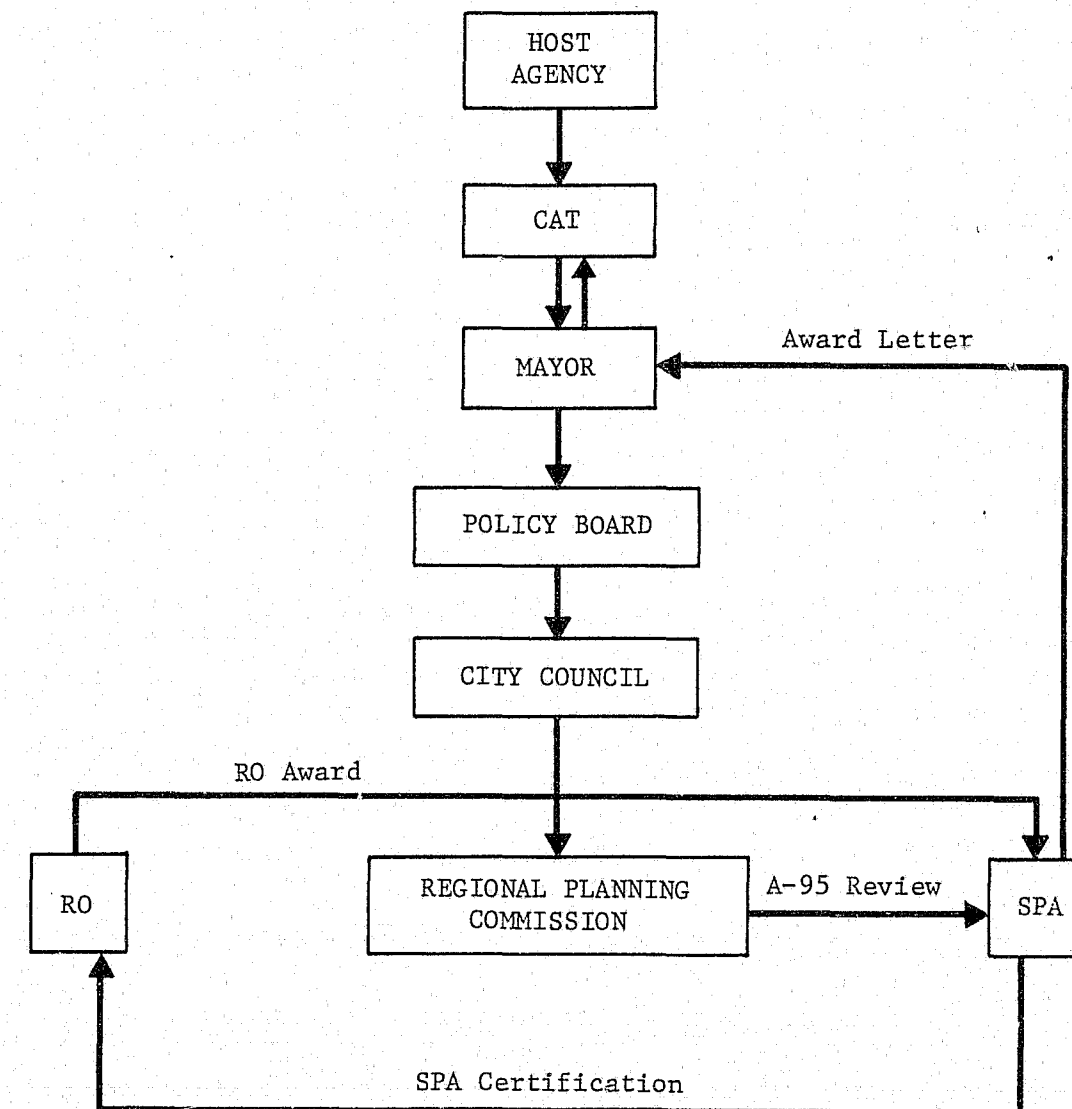 HOST
AGENCY
CAT
Award Letter
MAYOR
POLICY BOARD
CITY COUNCIL
RO Award
RO
REGIONAL PLANNING
COMMISSION
A-95 Review
SPA
SPA Certification